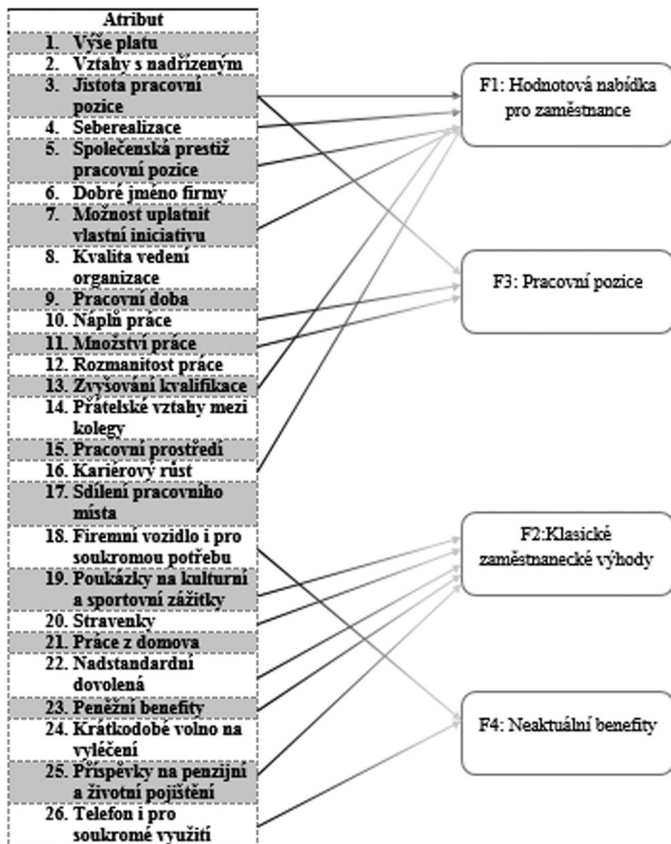 Atribut
1. Výše platu
2. Vztahy s nadřízeným
3. Jistota pracovní
pozice
4. Seberealizace
5. Společenská prestiž
pracovní pozice
6. Dobré jméno firmy
7. Možnost uplatnit
vlastní iniciativu
8. Kvalita vedení
organizace
9. Pracovní doba
10. Náplň práce
11. Množství práce
12. Rozmanitost práce
13. Zvyšování kvalifikace
14. Přátelské vztahy mezi
kolegy
15. Pracovní prostředí
16. Kariérový růst
17. Sdílení pracovního
místa
18. Firemní vozidlo i pro
soukromou potřebu
19. Poukázky na kulturní
a sportovní zážitky
20. Stravenky
21. Práce z domova
22. Nadstandardní
dovolená
23. Peněžní benefity
24. Krátkodobé volno na
vyléčení
25. Příspěvky na penzijní
a životní pojištění
26. Telefon i pro
soukromé využití
F1: Hodnotová nabídka
pro zaměstnance
F3: Pracovní pozice
F2:Klasické
zaměstnanecké výhody
F4: Neaktuální benefity